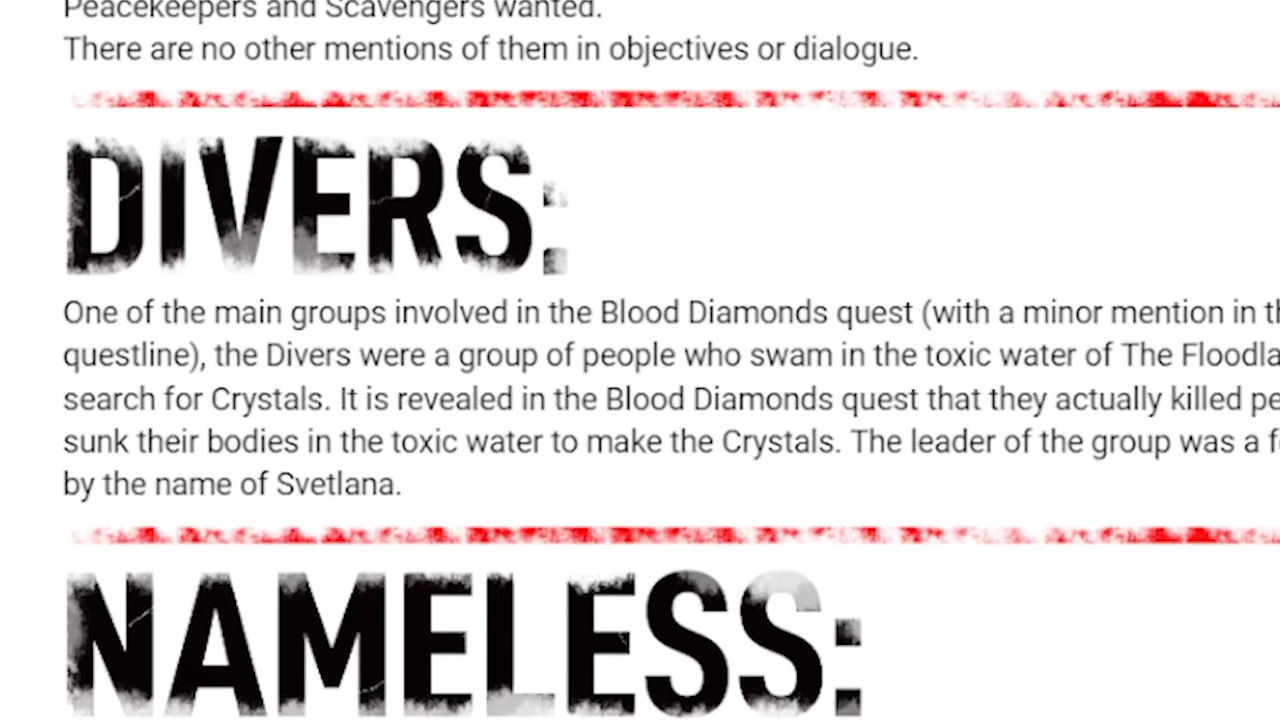 Peacekeepers and Scavengers wanted.
There are no other mentions of them in objectives or dialogue.
DIVERS:
One of the main groups involved in the Blood Diamonds quest (with a minor mention in
questline), the Divers were a group of people who swam in the toxic water of The
search for Crystals. It is revealed in the Blood Diamonds quest that they actually killed
sunk their bodies in the toxic water to make the Crystals. The leader of the group was a
by the name of Svetlana.
NAMELESS: